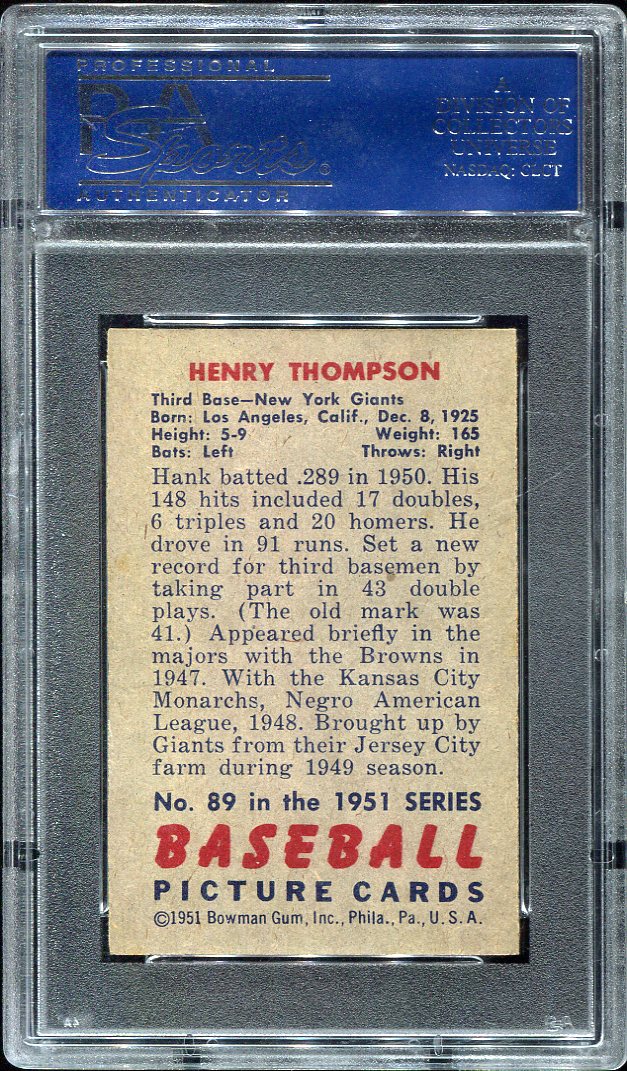 PROFESSIONAL
PSA
Sports®
AUTHENTICATOR
A
DIVISION OF
COLLECTORS
UNIVERSE
NASDAQ: CLCT
HENRY THOMPSON
Third Base—New York Giants
Born: Los Angeles, Calif., Dec. 8, 1925
Height: 5-9 Weight: 165
Bats: Left Throws: Right
Hank batted .289 in 1950. His
148 hits included 17 doubles,
6 triples and 20 homers. He
drove in 91 runs. Set a new
record for third basemen by
taking part in 43 double
plays. (The old mark was
41.) Appeared briefly in the
majors with the Browns in
1947. With the Kansas City
Monarchs, Negro American
League, 1948. Brought up by
Giants from their Jersey City
farm during 1949 season.
No. 89 in the 1951 SERIES
BASEBALL
PICTURE CARDS
©1951 Bowman Gum, Inc., Phila., Pa., U.S.A.